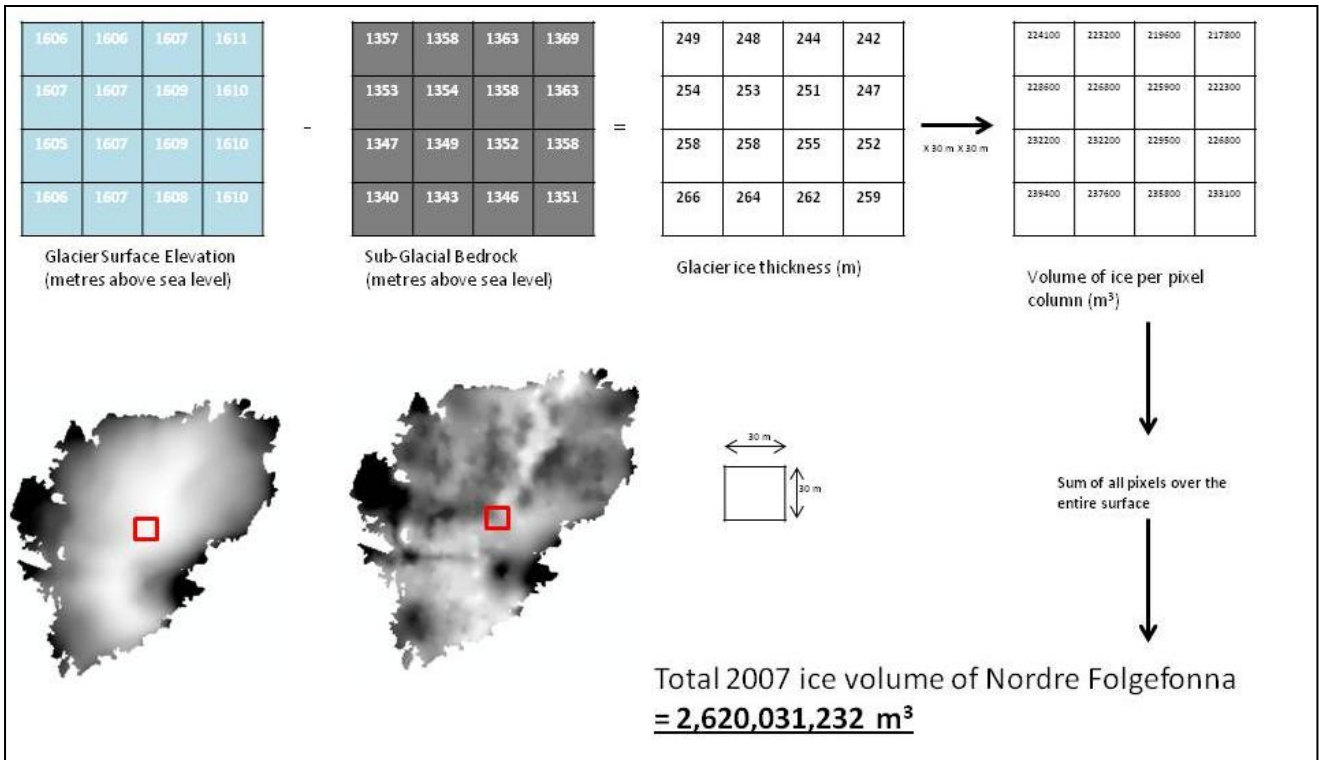 1606 1606 1607 1611
1607 1607 1609 1610
1605 1607 1609 1610
1606 1607 1608 1610
Glacier Surface Elevation
(metres above sea level)
-
1357 1358 1363 1369
1353 1354 1358 1363
1347 1349 1352 1358
1340 1343 1346 1351
Sub-Glacial Bedrock
(metres above sea level)
=
249 248 244 242
254 253 251 247
258 258 255 252
266 264 262 259
Glacier ice thickness (m)
X 30 m X 30 m
224100 223200 219600 217800
228600 226800 225900 222300
232200 232200 229500 226800
239400 237600 235800 233100
Volume of ice per pixel
column (m³)
30 m
30 m
Sum of all pixels over the
entire surface
Total 2007 ice volume of Nordre Folgefonna
= 2,620,031,232 m³